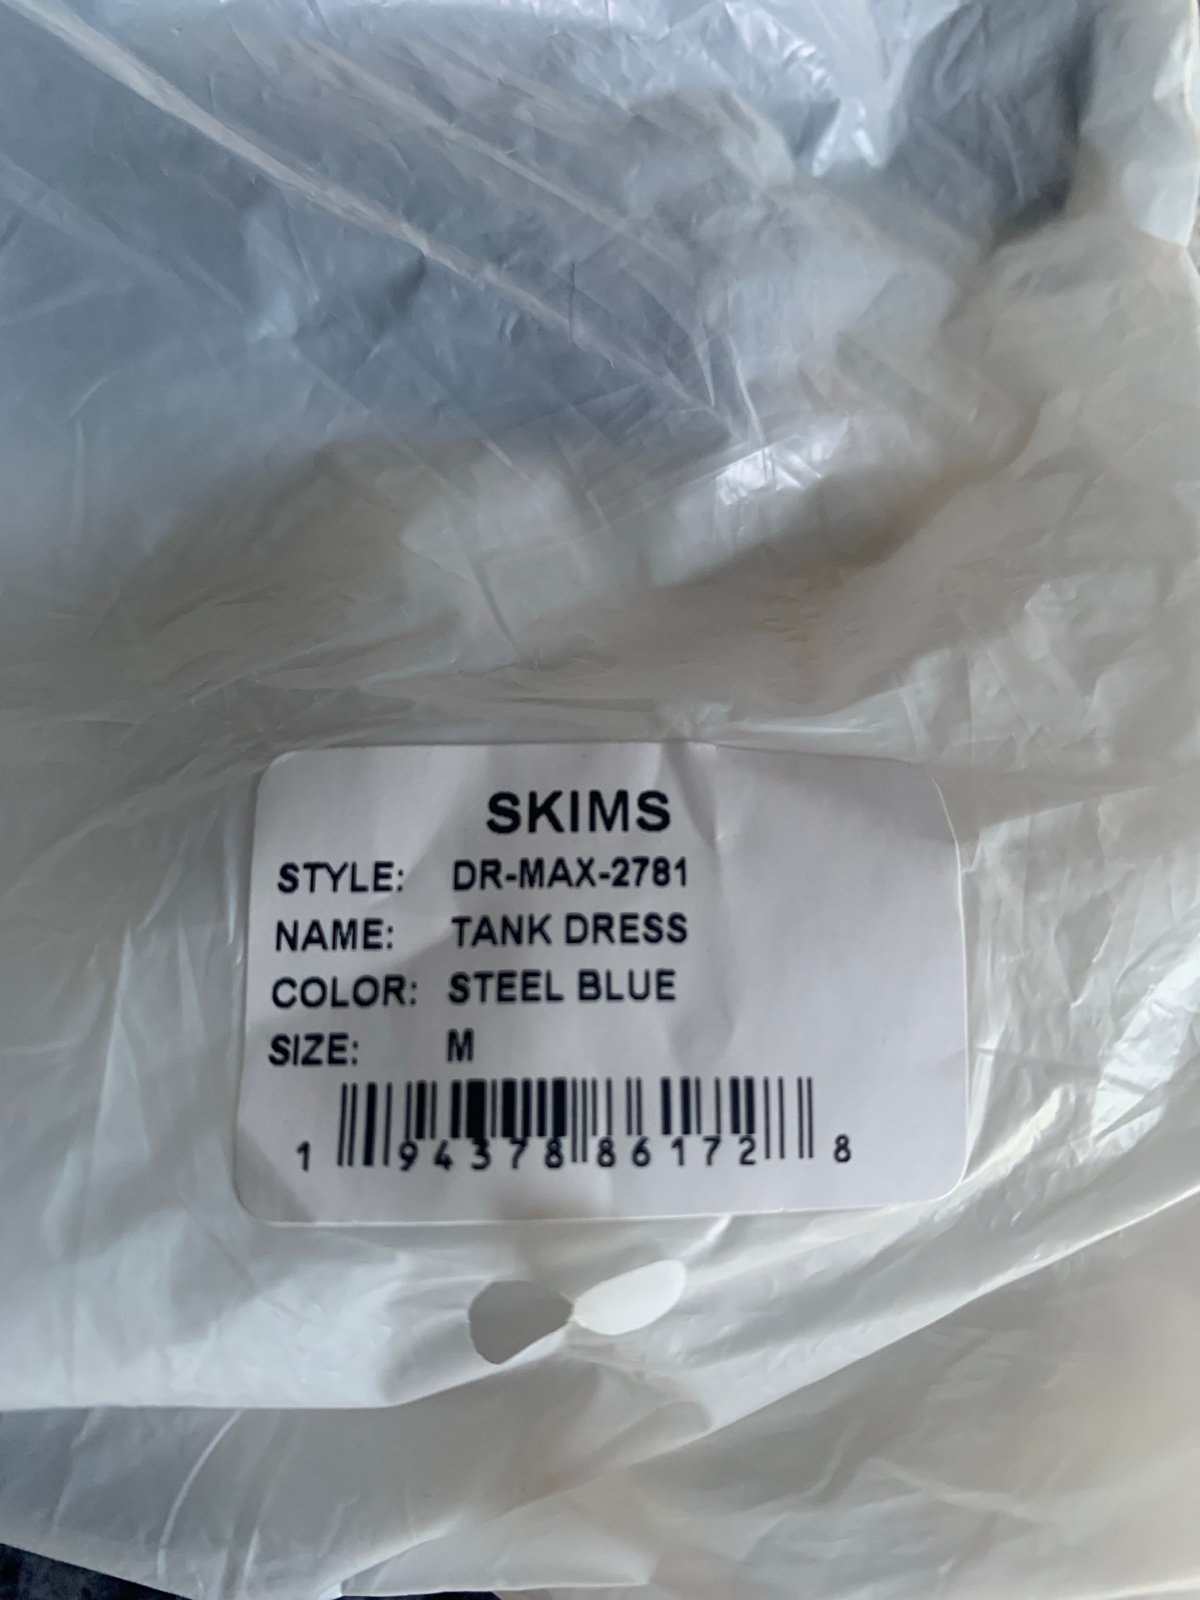 SKIMS
STYLE: DR-MAX-2781
NAME: TANK DRESS
COLOR: STEEL BLUE
SIZE: M
1 94378 86172 8